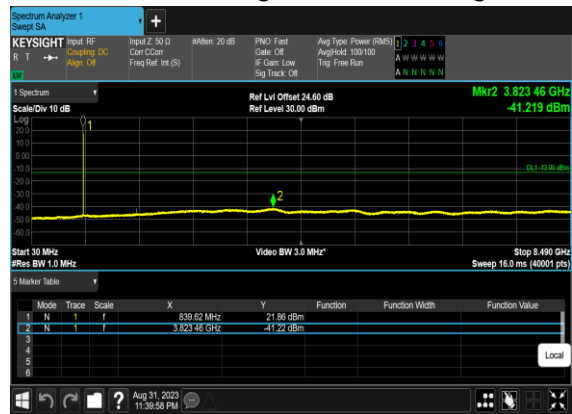 Spectrum Analyzer 1
Swept SA
+
KEYSIGHT Input: RF Input Z: 50 Ω #Atten: 20 dB PNO: Fast Avg Type: Power (RMS) 1 2 3 4 5 6
R T Coupling: DC Corr CCorr Gate: Off Avg|Hold: 100/100 A W W W W W
Align: Off Freq Ref: Int (S) IF Gain: Low Trig: Free Run
Sig Track: Off A N N N N N
1 Spectrum
Ref Lvl Offset 24.60 dB Mkr2 3.823 46 GHz
Scale/Div 10 dB Ref Level 30.00 dBm -41.219 dBm
Log
1
20.0
10.0
0.00
-10.0
DL1 -13.00 dBm
-20.0
-30.0
2
-40.0
-50.0
-60.0
Start 30 MHz Video BW 3.0 MHz* Stop 8.490 GHz
#Res BW 1.0 MHz Sweep 16.0 ms (40001 pts)
5 Marker Table
Mode Trace Scale X Y Function Function Width Function Value
1 N 1 f 839.62 MHz 21.86 dBm
2 N 1 f 3.823 46 GHz -41.22 dBm
3
4
5
6
Local
? Aug 31, 2023
11:39:58 PM